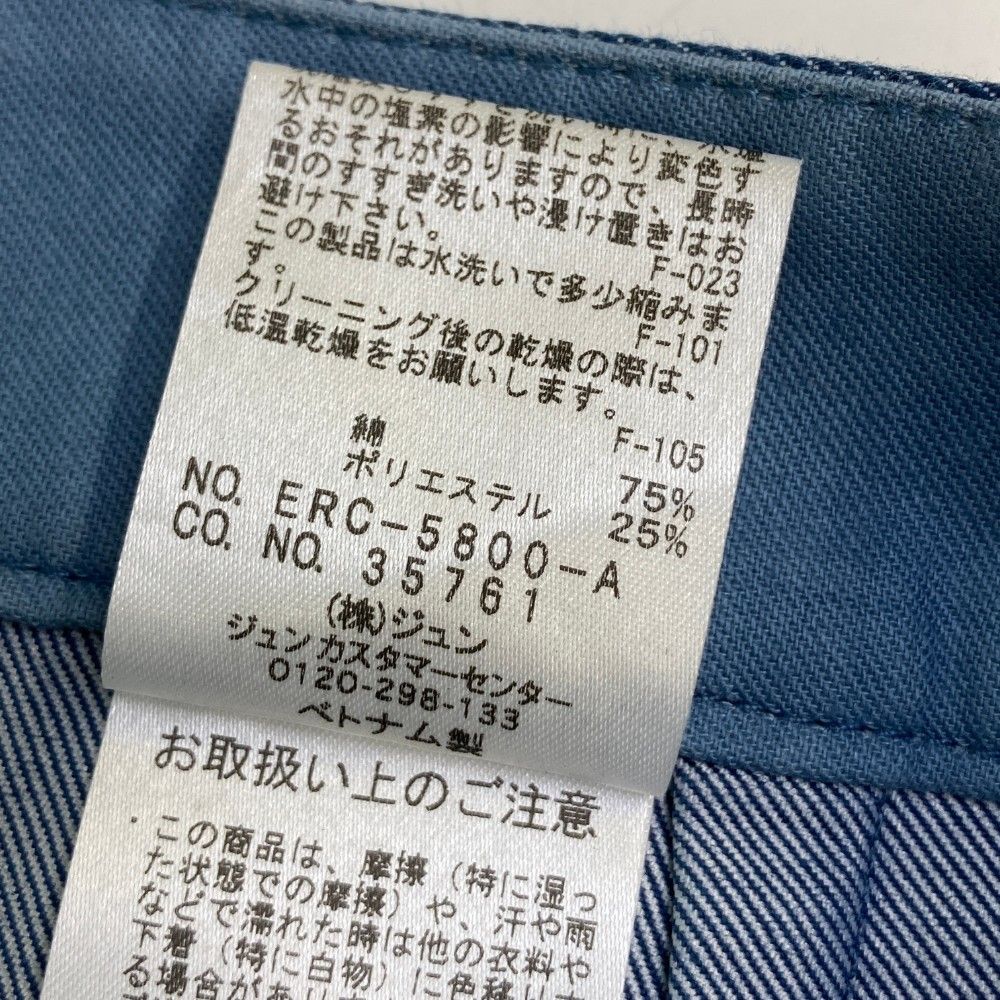 水中の塩素の影響により変色す
るおそれがありますので、長時
間のすすぎ洗いや浸け置きはお
避け下さい。
F-023
この製品は水洗いで多少縮みま
す。
F-101
クリーニング後の乾燥の際は、
低温乾燥をお願いします。
F-105
綿 75%
ポリエステル 25%
NO. ERC-5800-A
CO. NO. 35761
(株)ジュン
ジュンカスタマーセンター
0120-298-133
ベトナム製
お取扱い上のご注意
・この商品は、摩擦(特に湿っ
た状態での摩擦)や、汗や雨
などで濡れた時は他の衣料や
下着(特に白物)に色移
る場合があ